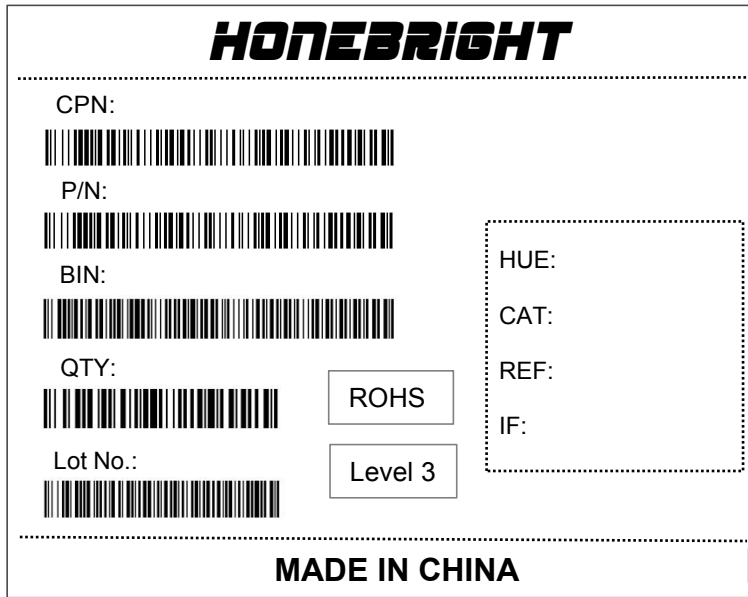 HONEBRIGHT
CPN:
P/N:
BIN:
QTY:
Lot No.:
ROHS
Level 3
HUE:
CAT:
REF:
IF:
MADE IN CHINA